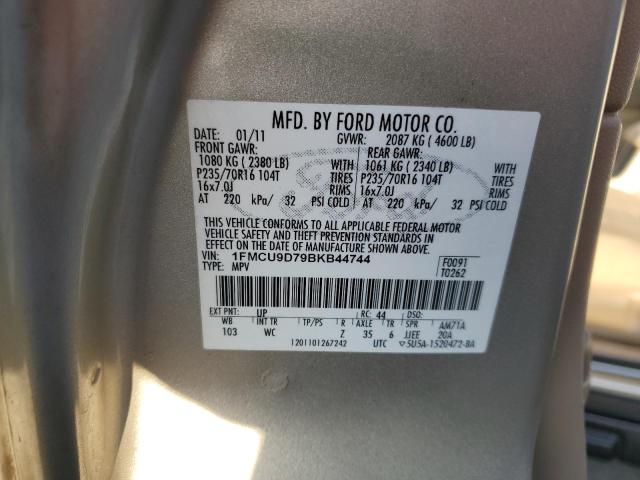 MFD. BY FORD MOTOR CO.
DATE: 01/11 GVWR: 2087 KG ( 4600 LB)
FRONT GAWR: REAR GAWR:
1080 KG ( 2380 LB) WITH 1061 KG ( 2340 LB) WITH
P235/70R16 104T TIRES P235/70R16 104T TIRES
16x7.0J RIMS 16x7.0J RIMS
AT 220 kPa/ 32 PSI COLD AT 220 kPa/ 32 PSI COLD
THIS VEHICLE CONFORMS TO ALL APPLICABLE FEDERAL MOTOR
VEHICLE SAFETY AND THEFT PREVENTION STANDARDS IN
EFFECT ON THE DATE OF MANUFACTURE SHOWN ABOVE.
VIN: 1FMCU9D79BKB44744 F0091
TYPE: MPV T0262
EXT PNT: UP RC: 44 DSO:
WB INT TR TP/PS R AXLE TR SPR AM71A
103 WC Z 35 6 JJEE 20A
1201101267242 UTC ▽5U5A-1520472-BA